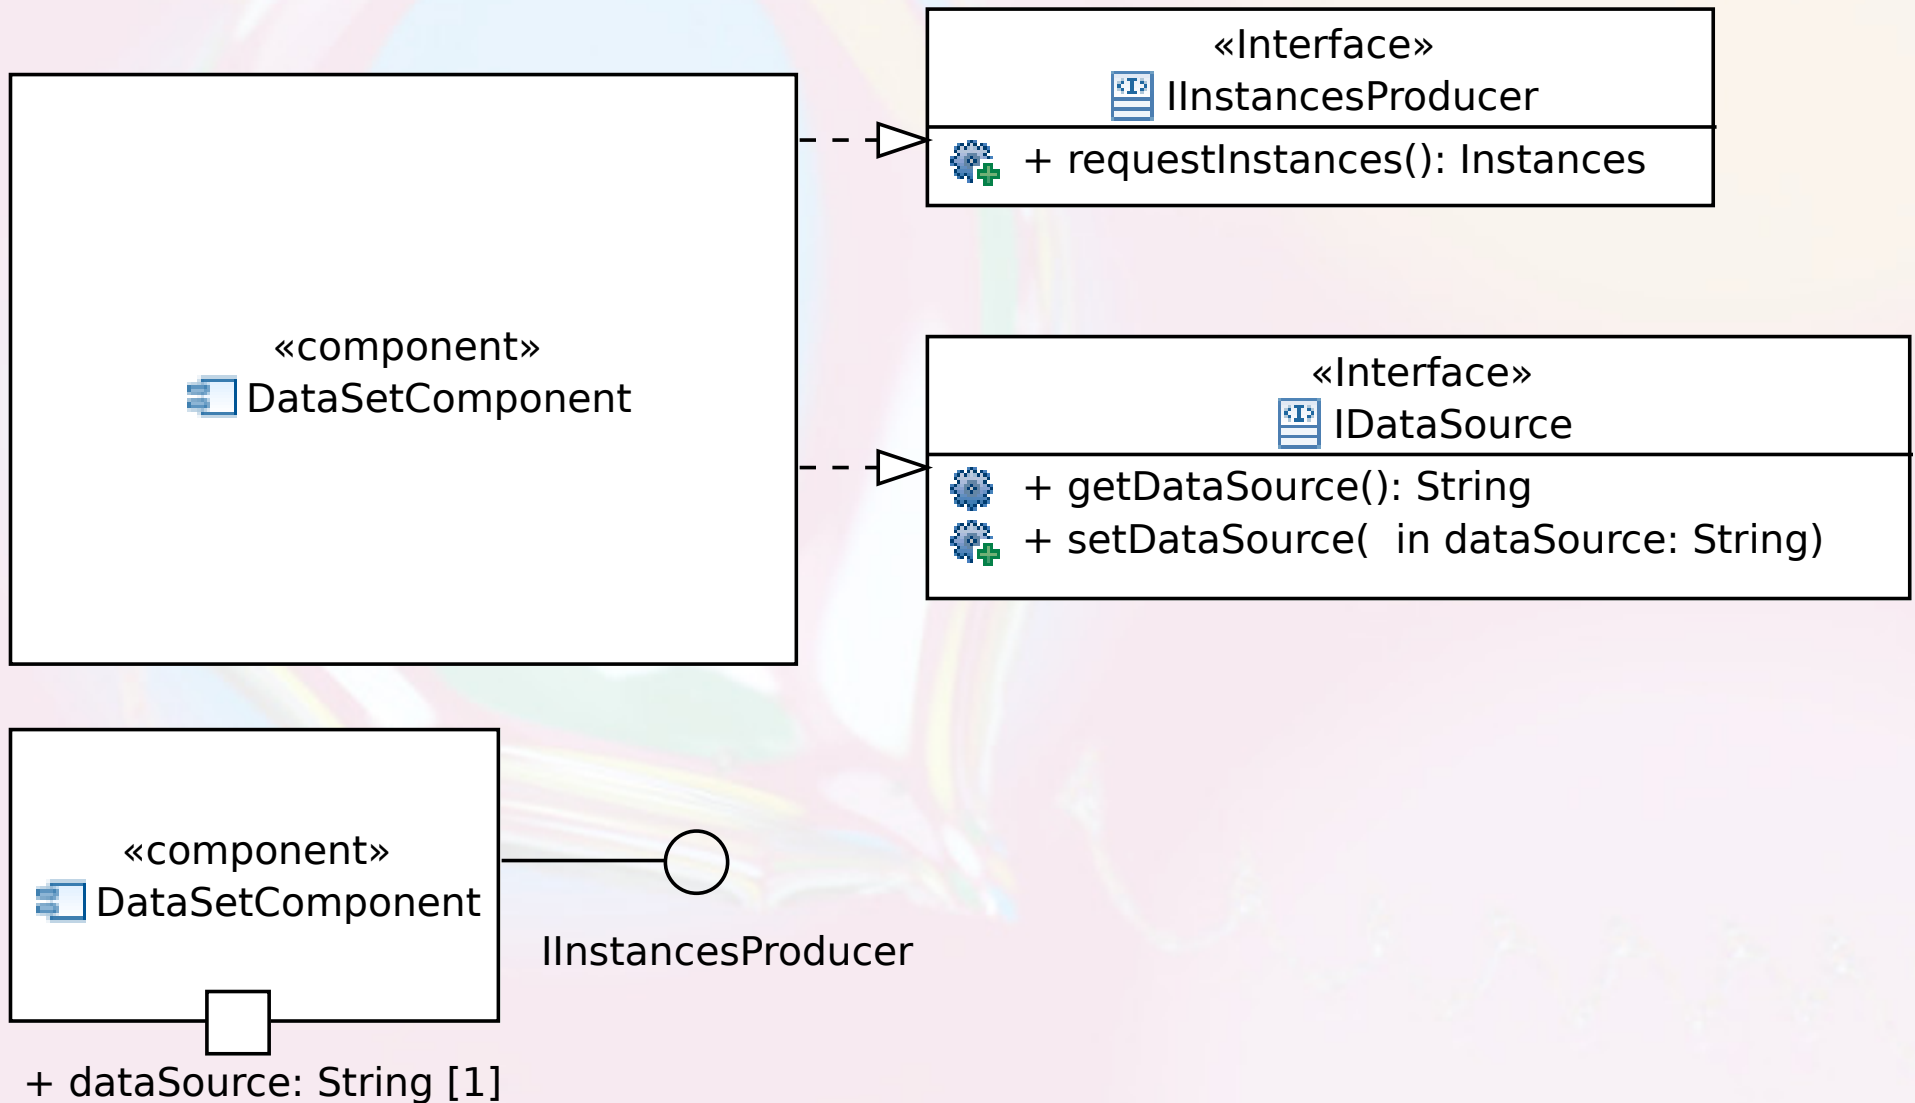 «Interface»
IInstancesProducer
+ requestInstances(): Instances
«component»
DataSetComponent
«Interface»
IDataSource
+ getDataSource(): String
+ setDataSource(  in dataSource: String)
«component»
DataSetComponent
IInstancesProducer
+ dataSource: String [1]